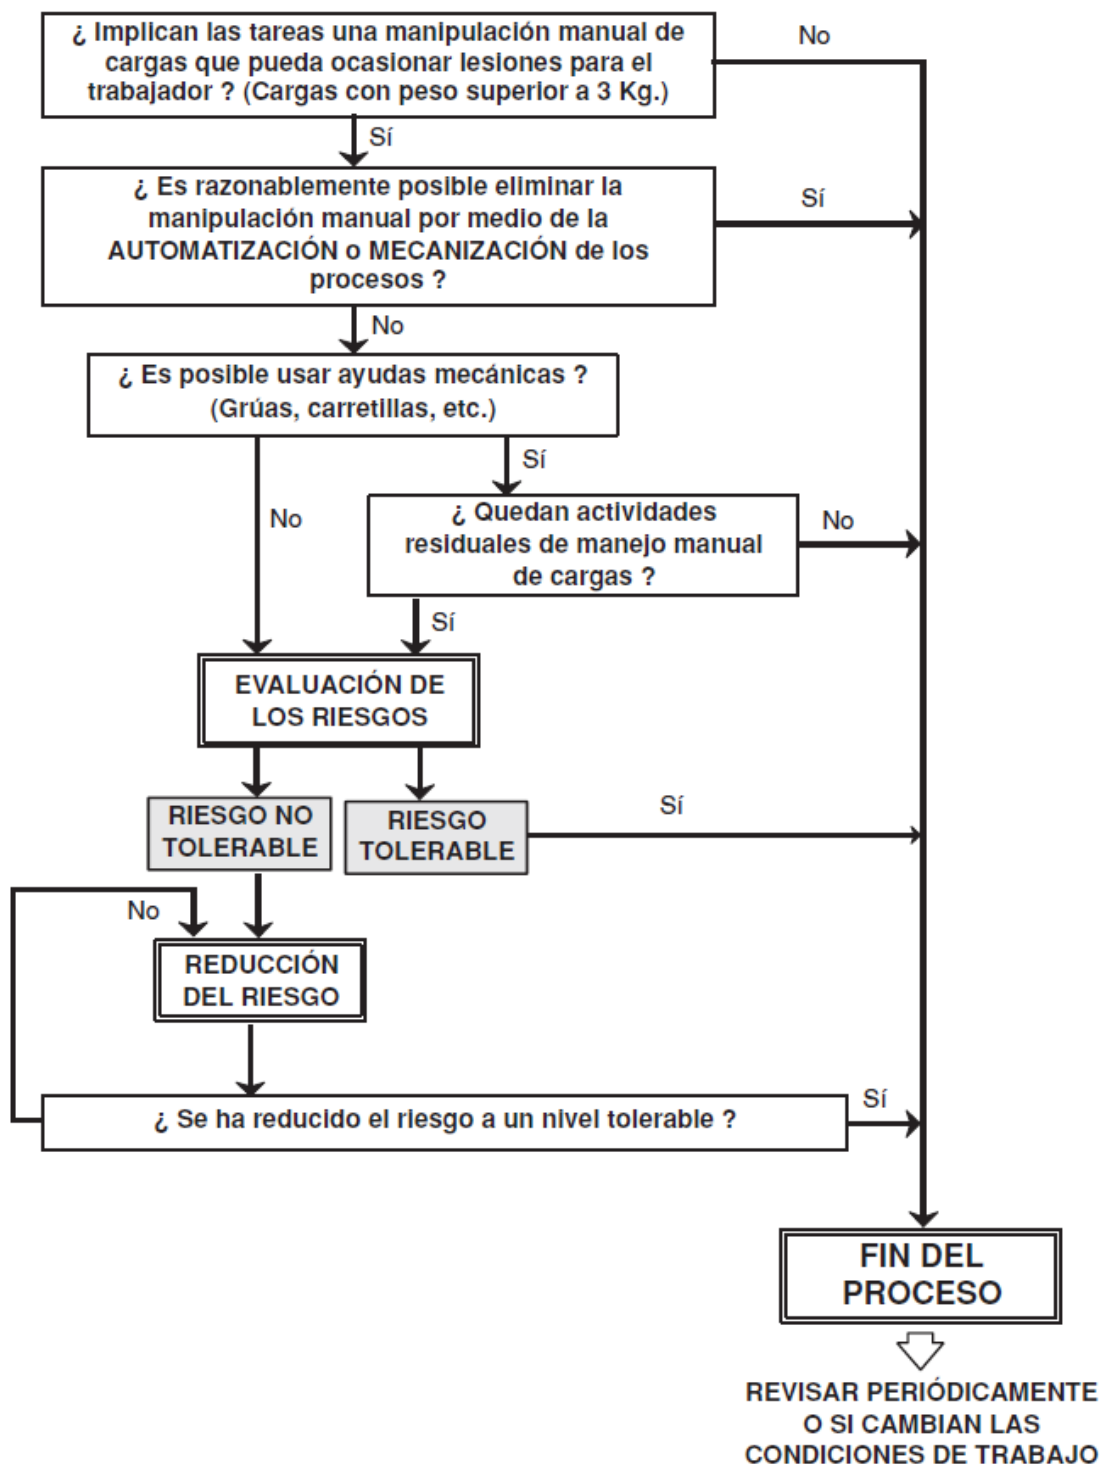 ¿ Implican las tareas una manipulación manual de
cargas que pueda ocasionar lesiones para el
trabajador ? (Cargas con peso superior a 3 Kg.)
No
Sí
¿ Es razonablemente posible eliminar la
manipulación manual por medio de la
AUTOMATIZACIÓN o MECANIZACIÓN de los
procesos ?
Sí
No
¿ Es posible usar ayudas mecánicas ?
(Grúas, carretillas, etc.)
Sí
No
¿ Quedan actividades
residuales de manejo manual
de cargas ?
No
Sí
EVALUACIÓN DE
LOS RIESGOS
RIESGO NO
TOLERABLE
RIESGO
TOLERABLE
Sí
No
REDUCCIÓN
DEL RIESGO
¿ Se ha reducido el riesgo a un nivel tolerable ?
Sí
FIN DEL
PROCESO
REVISAR PERIÓDICAMENTE
O SI CAMBIAN LAS
CONDICIONES DE TRABAJO